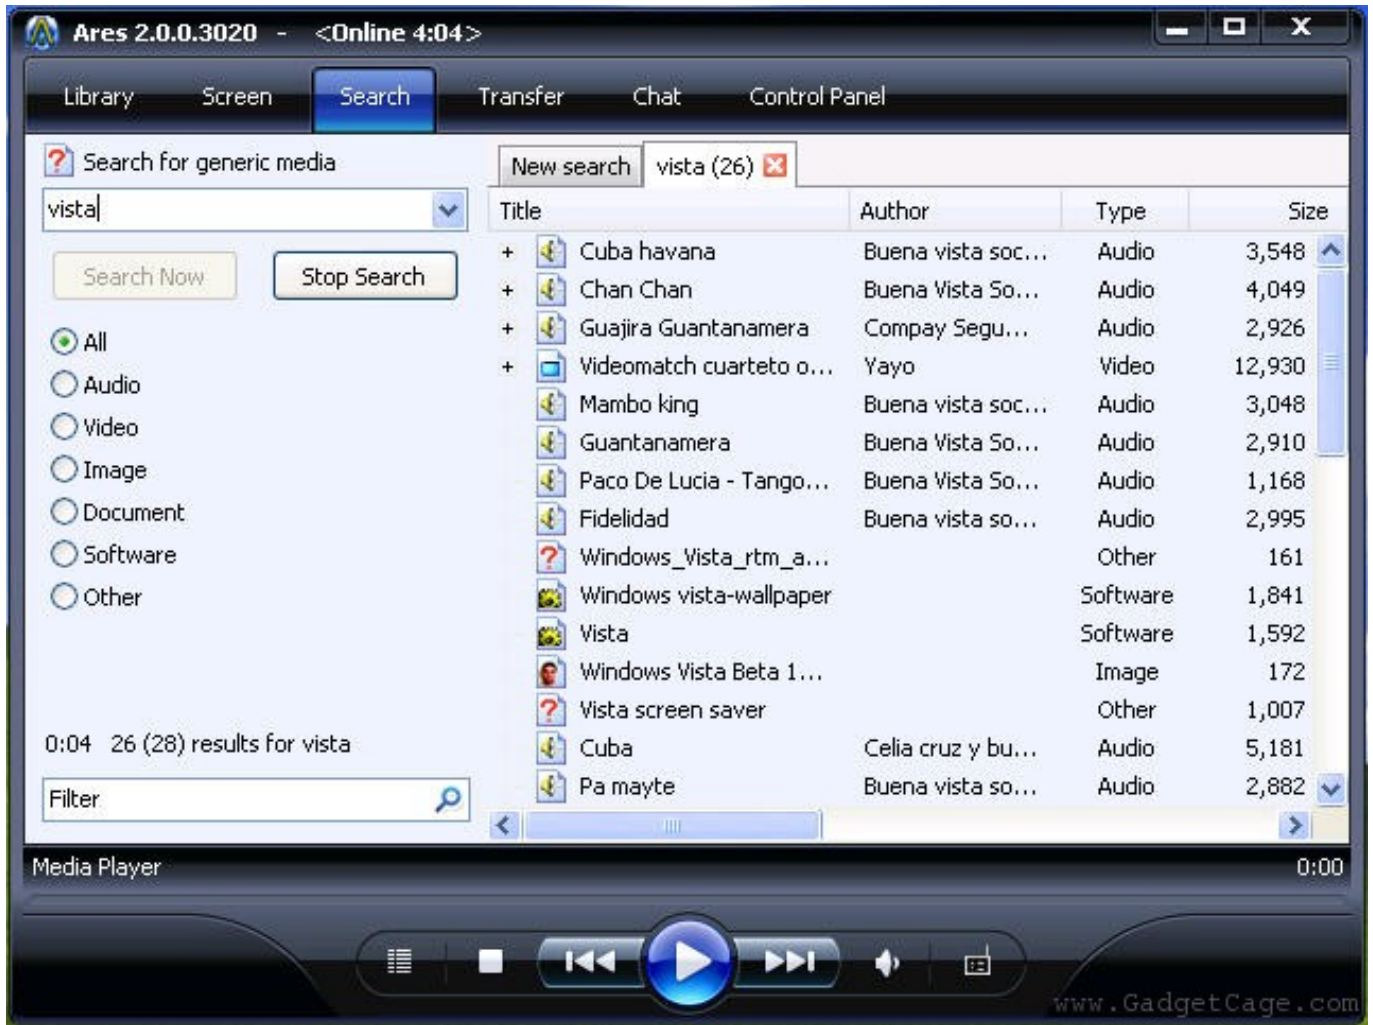 Ares 2.0.0.3020 - <Online 4:04>
Library Screen Search Transfer Chat Control Panel
Search for generic media
vista
Search Now Stop Search
All
Audio
Video
Image
Document
Software
Other
0:04 26 (28) results for vista
Filter
New search vista (26)
Title Author Type Size
+ Cuba havana Buena vista soc... Audio 3,548
+ Chan Chan Buena Vista So... Audio 4,049
+ Guajira Guantanamera Compay Segu... Audio 2,926
+ Videomatch cuarteto o... Yayo Video 12,930
Mambo king Buena vista soc... Audio 3,048
Guantanamera Buena Vista So... Audio 2,910
Paco De Lucia - Tango... Buena Vista So... Audio 1,168
Fidelidad Buena vista so... Audio 2,995
Windows_Vista_rtm_a... Other 161
Windows vista-wallpaper Software 1,841
Vista Software 1,592
Windows Vista Beta 1... Image 172
Vista screen saver Other 1,007
Cuba Celia cruz y bu... Audio 5,181
Pa mayte Buena vista so... Audio 2,882
Media Player 0:00
www.GadgetCage.com